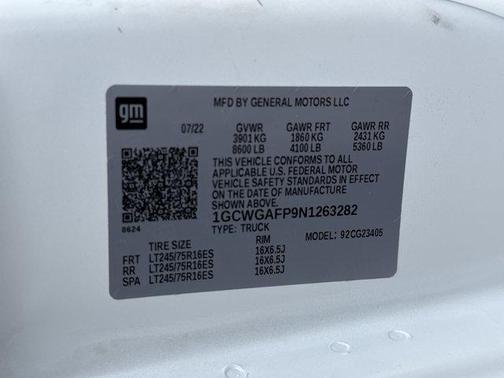 gm
MFD BY GENERAL MOTORS LLC
07/22 GVWR GAWR FRT GAWR RR
3901 KG 1860 KG 2431 KG
8600 LB 4100 LB 5360 LB
THIS VEHICLE CONFORMS TO ALL
APPLICABLE U.S. FEDERAL MOTOR
VEHICLE SAFETY STANDARDS IN EFFECT
ON THE DATE OF MANUFACTURE
SHOWN ABOVE.
1GCWGAFP9N1263282
8624 TYPE: TRUCK MODEL: 92CG23405
TIRE SIZE RIM
FRT LT245/75R16ES 16X6.5J
RR LT245/75R16ES 16X6.5J
SPA LT245/75R16ES 16X6.5J